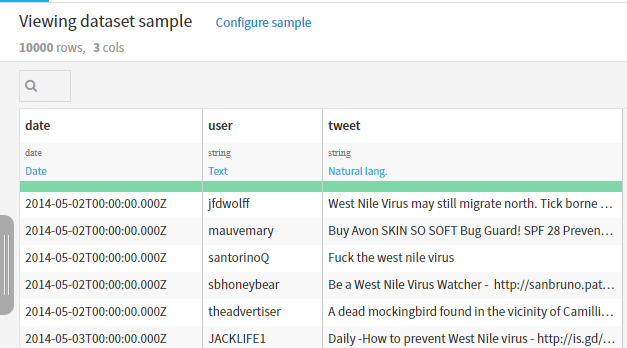 Viewing dataset sample Configure sample
10000 rows, 3 cols
date user tweet
date string string
Date Text Natural lang.
2014-05-02T00:00:00.000Z jfdwolff West Nile Virus may still migrate north. Tick borne ...
2014-05-02T00:00:00.000Z mauvemary Buy Avon SKIN SO SOFT Bug Guard! SPF 28 Preven...
2014-05-02T00:00:00.000Z santorinoQ Fuck the west nile virus
2014-05-02T00:00:00.000Z sbhoneybear Be a West Nile Virus Watcher - http://sanbruno.pat...
2014-05-02T00:00:00.000Z theadvertiser A dead mockingbird found in the vicinity of Camilli...
2014-05-03T00:00:00.000Z JACKLIFE1 Daily -How to prevent West Nile virus - http://is.gd/...